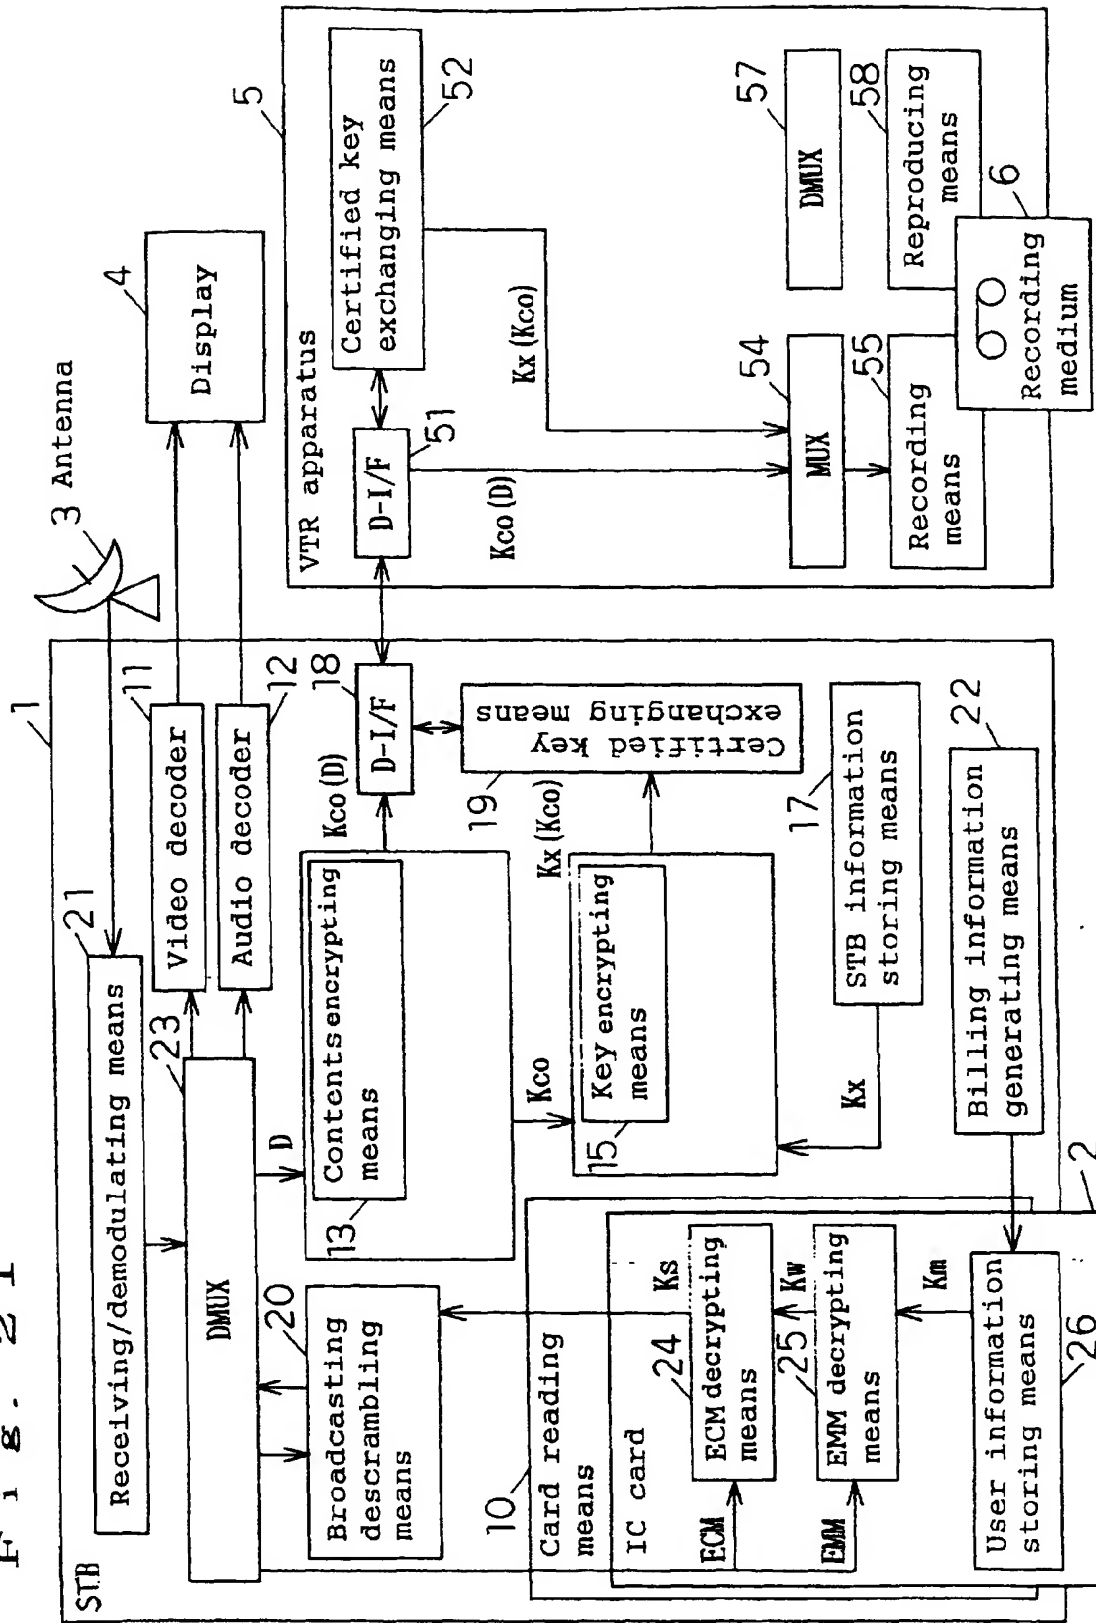 Fig. 21
1
STB
21
Receiving/demodulating means
3 Antenna
4
Display
23
DMUX
11
Video decoder
12
Audio decoder
D
20
Broadcasting
descrambling
means
13
Contents encrypting
means
Kco(D)
18
D-I/F
19
Certified key
exchanging means
Kco
15
Key encrypting
means
Kx(Kco)
17
STB information
storing means
Kx
22
Billing information
generating means
10
Card reading
means
2
IC card
ECM
EMM
Ks
24
ECM decrypting
means
Kw
25
EMM decrypting
means
Km
26
User information
storing means
5
VTR apparatus
51
D-I/F
52
Certified key
exchanging means
Kco(D)
Kx(Kco)
54
MUX
55
Recording
means
57
DMUX
58
Reproducing
means
6
Recording
medium